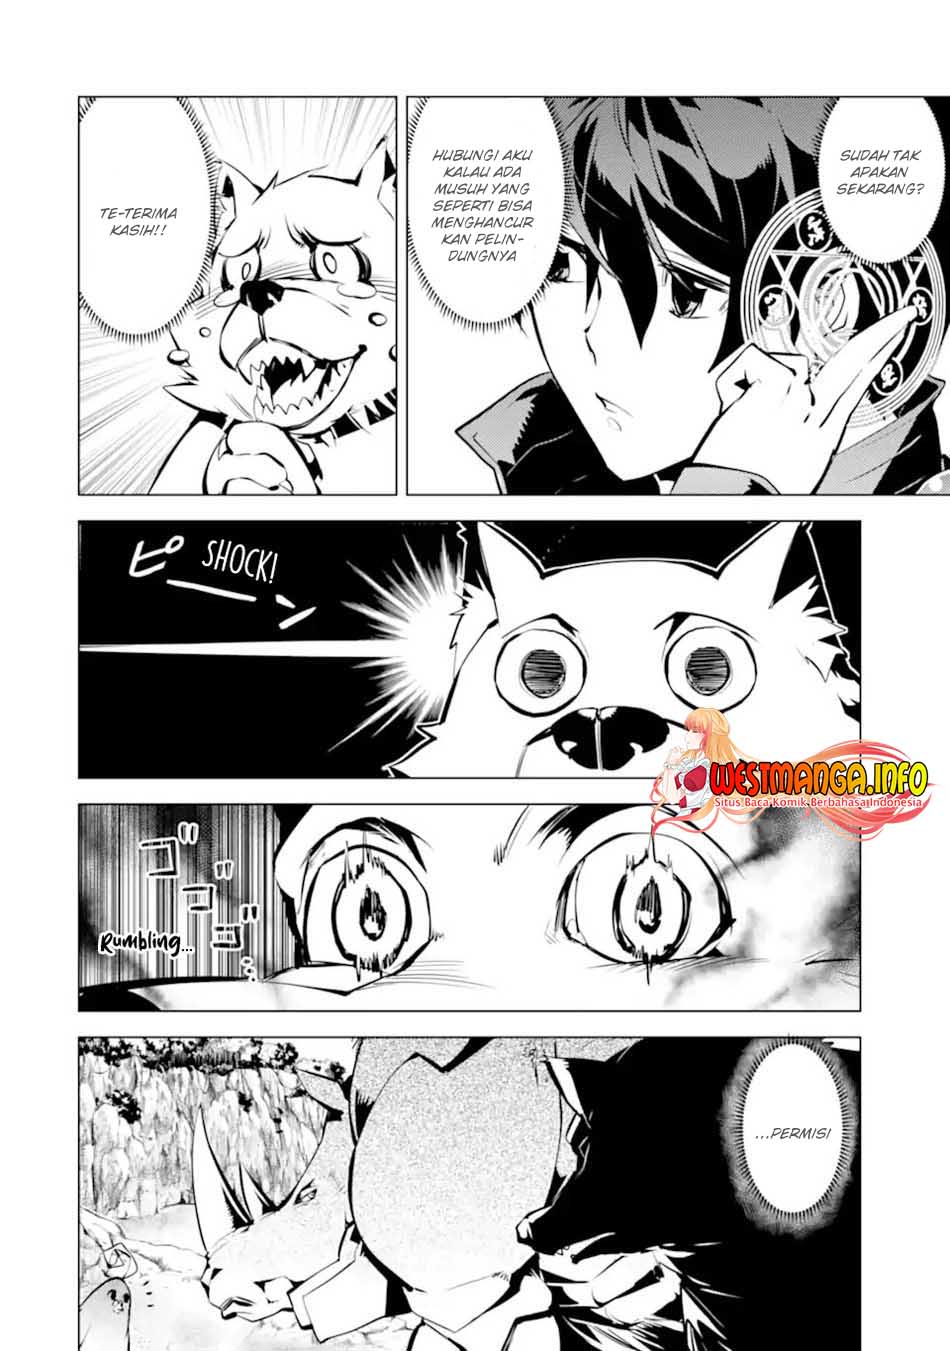 SUDAH TAK
APAKAN
SEKARANG?
HUBUNGI AKU
KALAU ADA
MUSUH YANG
SEPERTI BISA
MENGHANCUR
KAN PELIN-
DUNGNYA
TE-TERIMA
KASIH!!
ピーーン
SHOCK!
WESTMANGA.INFO
Situs Baca Komik Berbahasa Indonesia
ゴゴゴ
Rumbling...
...PERMISI